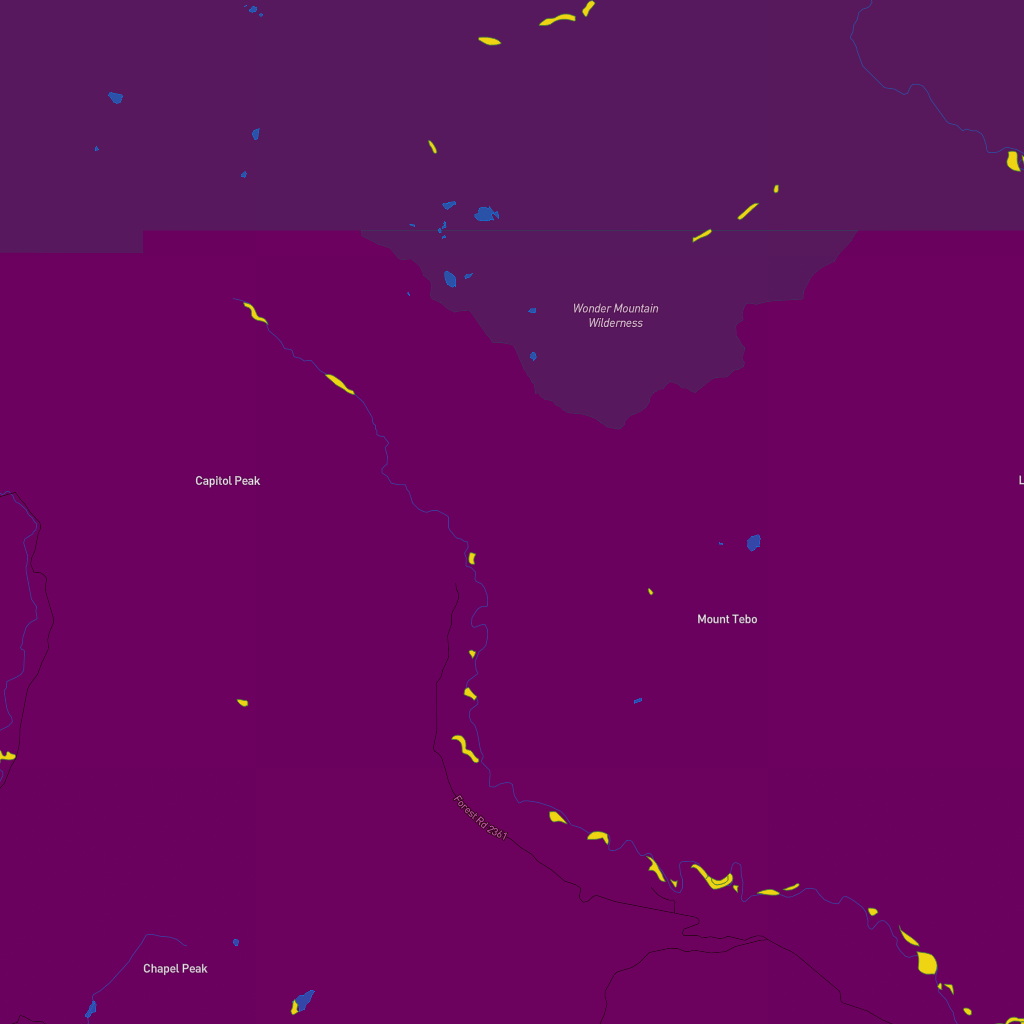 Wonder Mountain
Wilderness
Capitol Peak
L
Mount Tebo
Forest Rd 2361
Chapel Peak